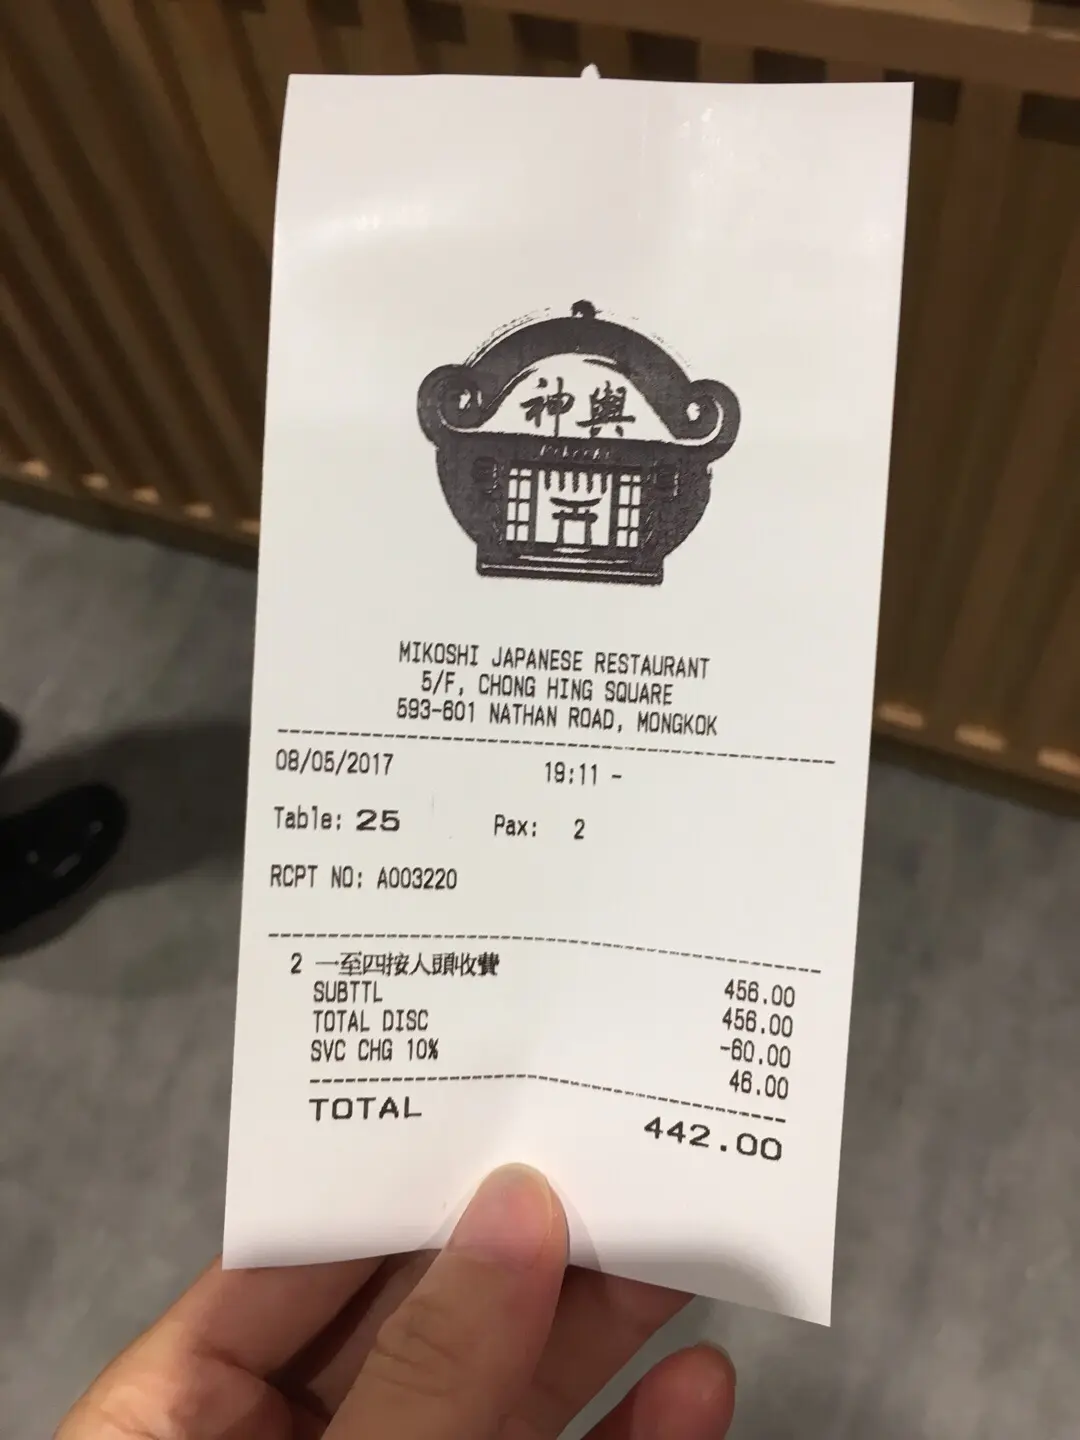 神輿
MIKOSHI JAPANESE RESTAURANT
5/F, CHONG HING SQUARE
593-601 NATHAN ROAD, MONGKOK
08/05/2017 19:11 -
Table: 25 Pax: 2
RCPT NO: A003220
2 一至四按人頭收費 456.00
SUBTTL 456.00
TOTAL DISC -60.00
SVC CHG 10% 46.00
TOTAL 442.00